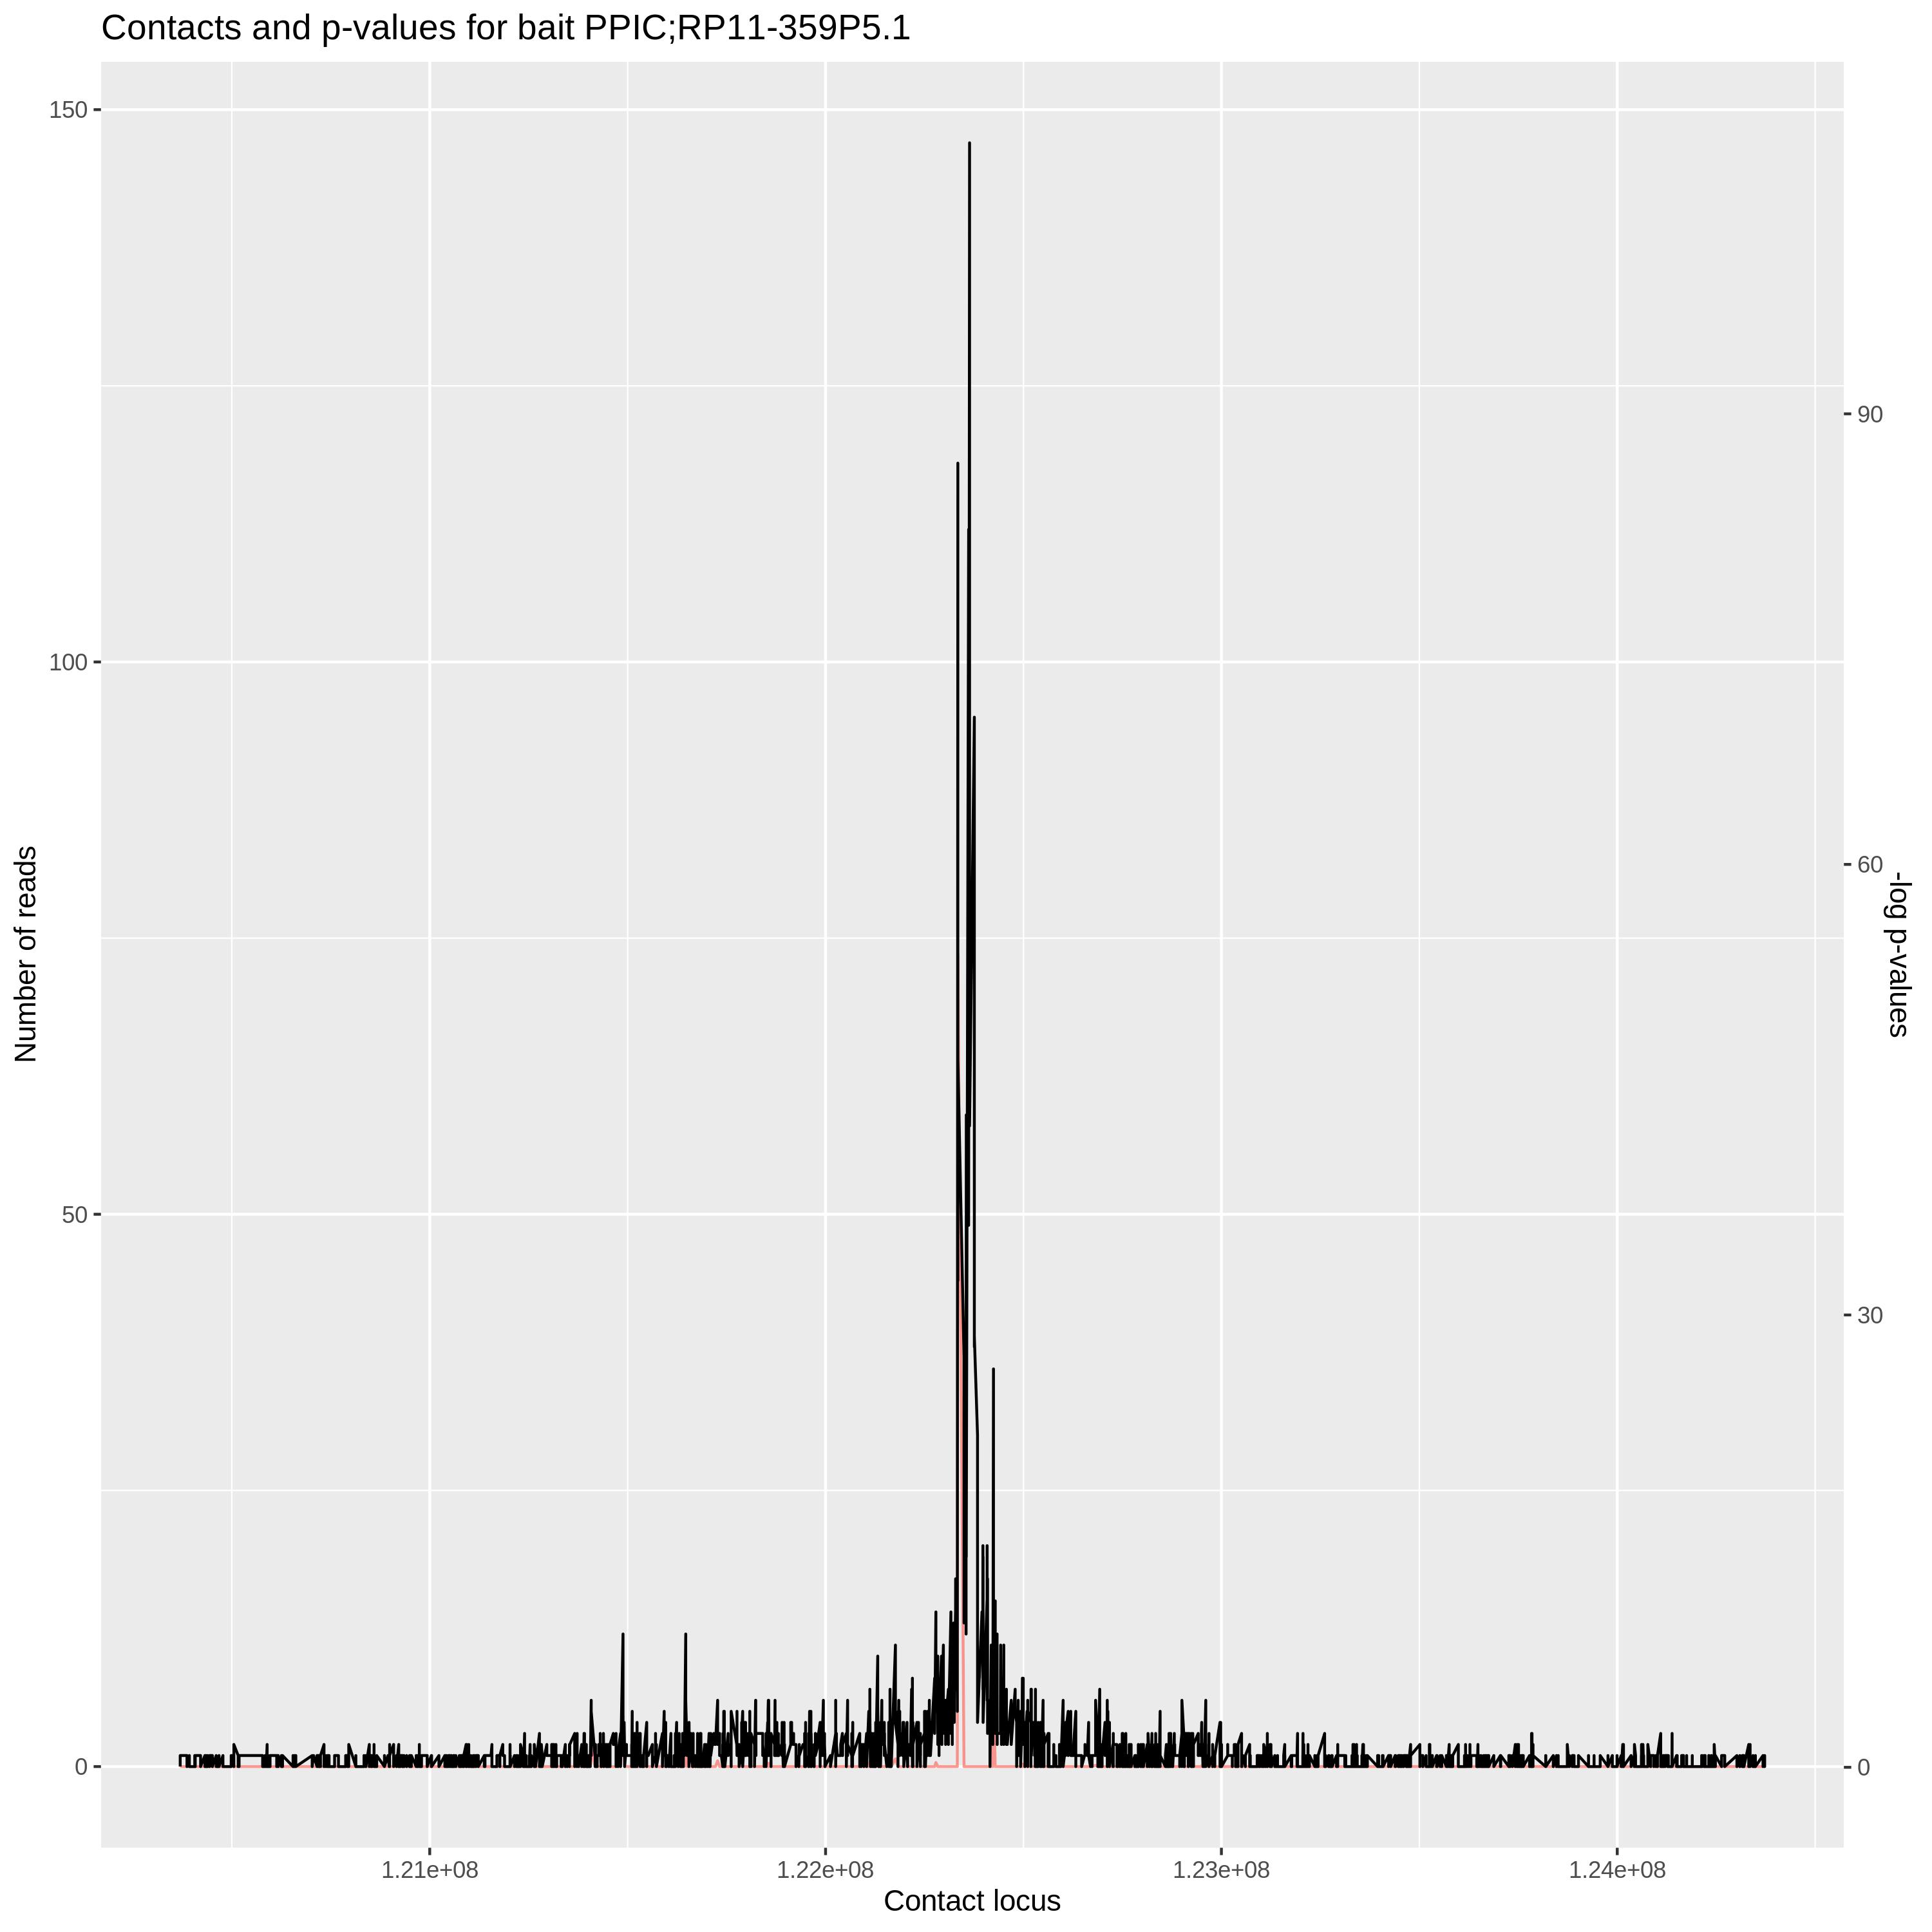 Contacts and p-values for bait PPIC;RP11-359P5.1
150
100
50
0
Number of reads
90
60
30
0
-log p-values
1.21e+08
1.22e+08
1.23e+08
1.24e+08
Contact locus